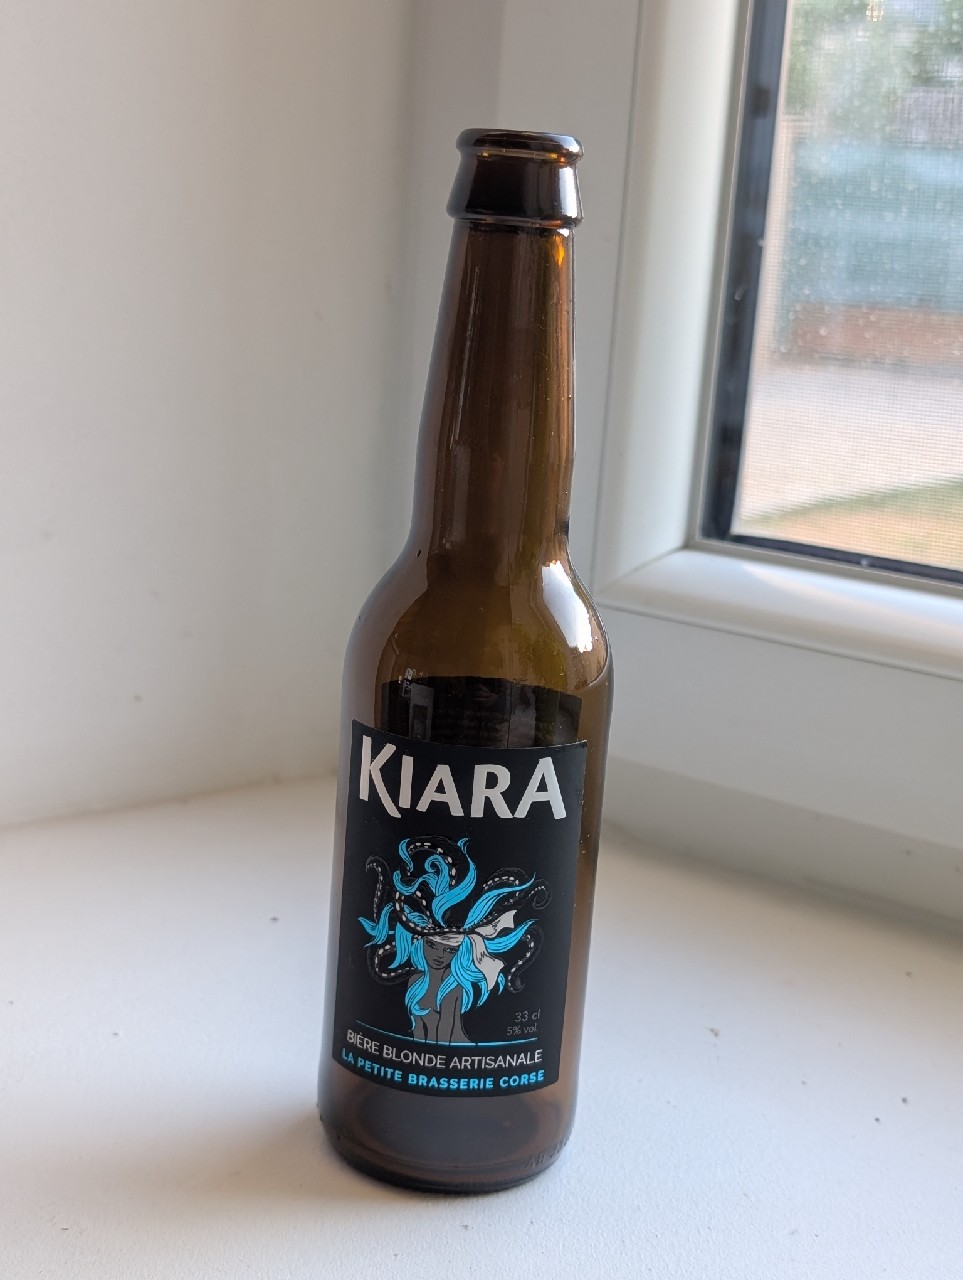 KIARA
33 cl
5% vol.
BIÈRE BLONDE ARTISANALE
LA PETITE BRASSERIE CORSE